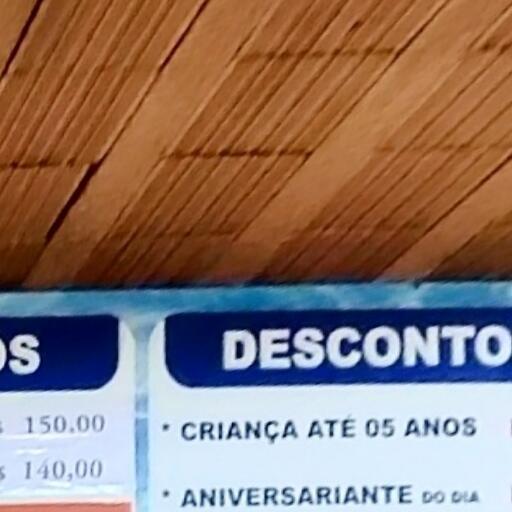 OS
150,00
140,00
DESCONTO
* CRIANÇA ATÉ 05 ANOS
* ANIVERSARIANTE DO DIA